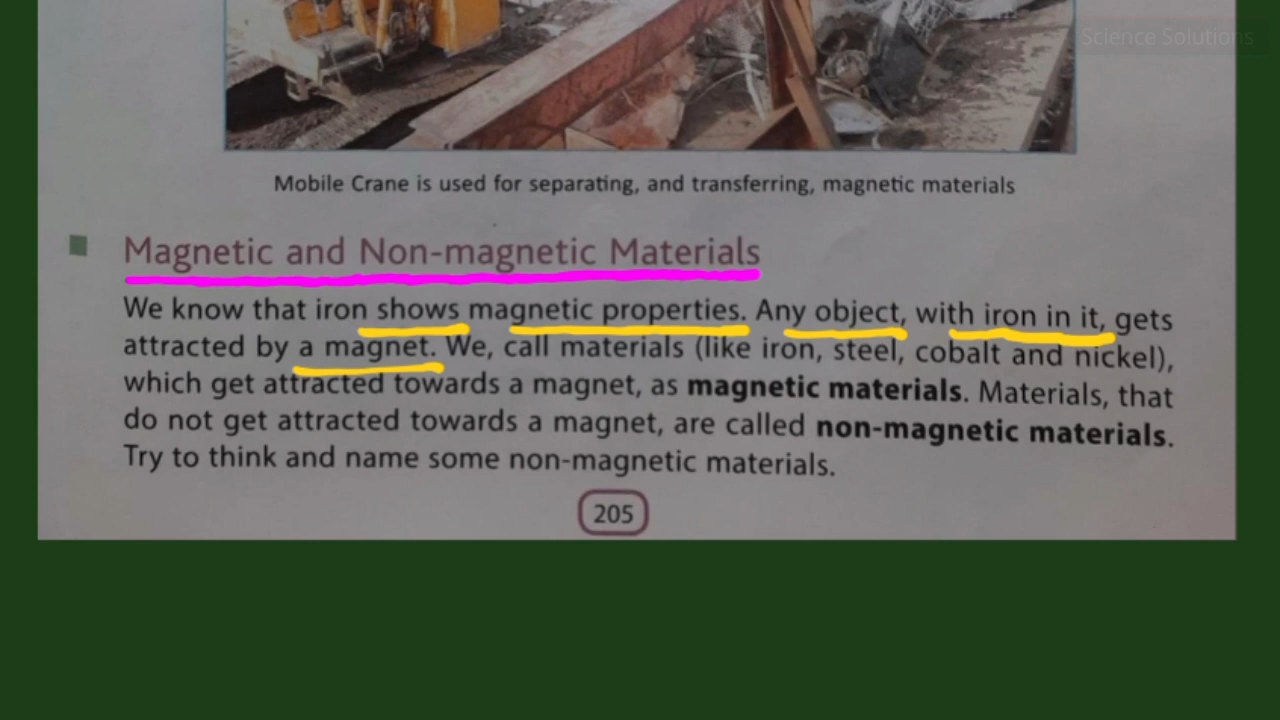 Science Solutions
Mobile Crane is used for separating, and transferring, magnetic materials
Magnetic and Non-magnetic Materials
We know that iron shows magnetic properties. Any object, with iron in it, gets
attracted by a magnet. We, call materials (like iron, steel, cobalt and nickel),
which get attracted towards a magnet, as magnetic materials. Materials, that
do not get attracted towards a magnet, are called non-magnetic materials.
Try to think and name some non-magnetic materials.
205